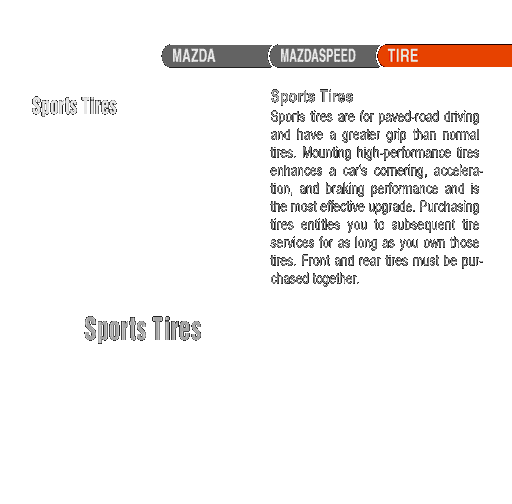 MAZDA MAZDASPEED TIRE
Sports Tires
Sports Tires
Sports tires are for paved-road driving
and have a greater grip than normal
tires. Mounting high-performance tires
enhances a car's cornering, accelera-
tion, and braking performance and is
the most effective upgrade. Purchasing
tires entitles you to subsequent tire
services for as long as you own those
tires. Front and rear tires must be pur-
chased together.
Sports Tires